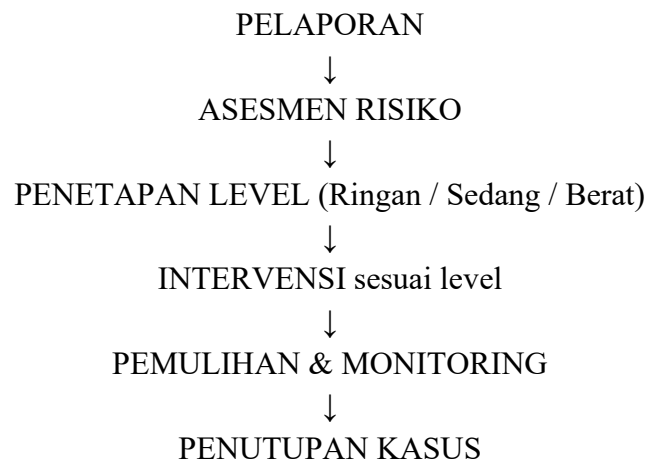 PELAPORAN
↓
ASESMEN RISIKO
↓
PENETAPAN LEVEL (Ringan / Sedang / Berat)
↓
INTERVENSI sesuai level
↓
PEMULIHAN & MONITORING
↓
PENUTUPAN KASUS